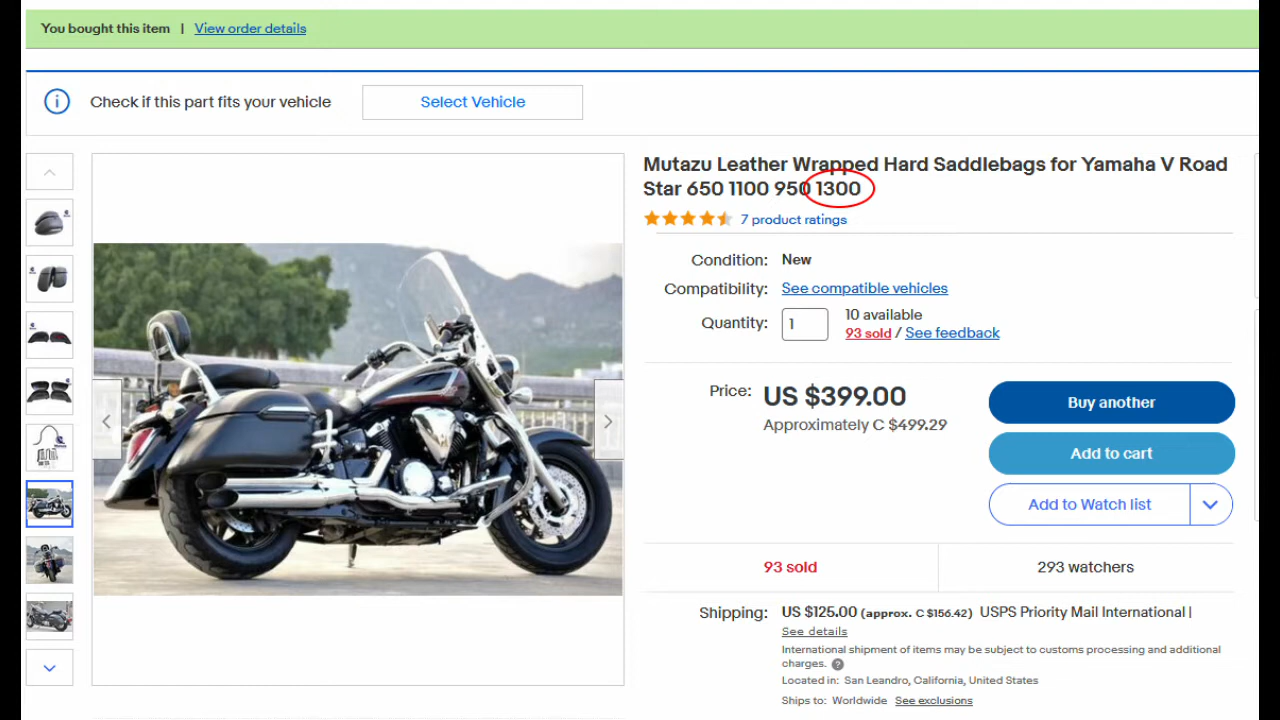 You bought this item | View order details
Check if this part fits your vehicle
Select Vehicle
Mutazu Leather Wrapped Hard Saddlebags for Yamaha V Road
Star 650 1100 950 1300
7 product ratings
Condition: New
Compatibility: See compatible vehicles
Quantity: 1
10 available
93 sold / See feedback
Price: US $399.00
Approximately C $499.29
Buy another
Add to cart
Add to Watch list
93 sold
293 watchers
Shipping: US $125.00 (approx. C $156.42) USPS Priority Mail International |
See details
International shipment of items may be subject to customs processing and additional
charges. ?
Located in: San Leandro, California, United States
Ships to: Worldwide See exclusions